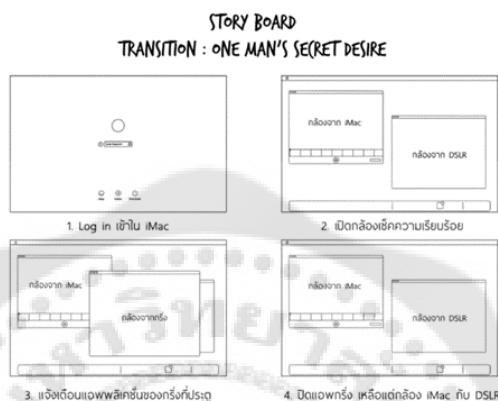 STORY BOARD
TRANSITION : ONE MAN'S SECRET DESIRE
1. Log in เข้าใน iMac
กล้องจาก iMac
กล้องจาก DSLR
2. เปิดกล้องเช็คความเรียบร้อย
กล้องจาก iMac
กล้องจากกริ่ง
3. แจ้งเตือนแอพพลิเคชั่นของกริ่งที่ประตู
กล้องจาก iMac
กล้องจาก DSLR
4. ปิดแอพกริ่ง เหลือแต่กล้อง iMac กับ DSLR